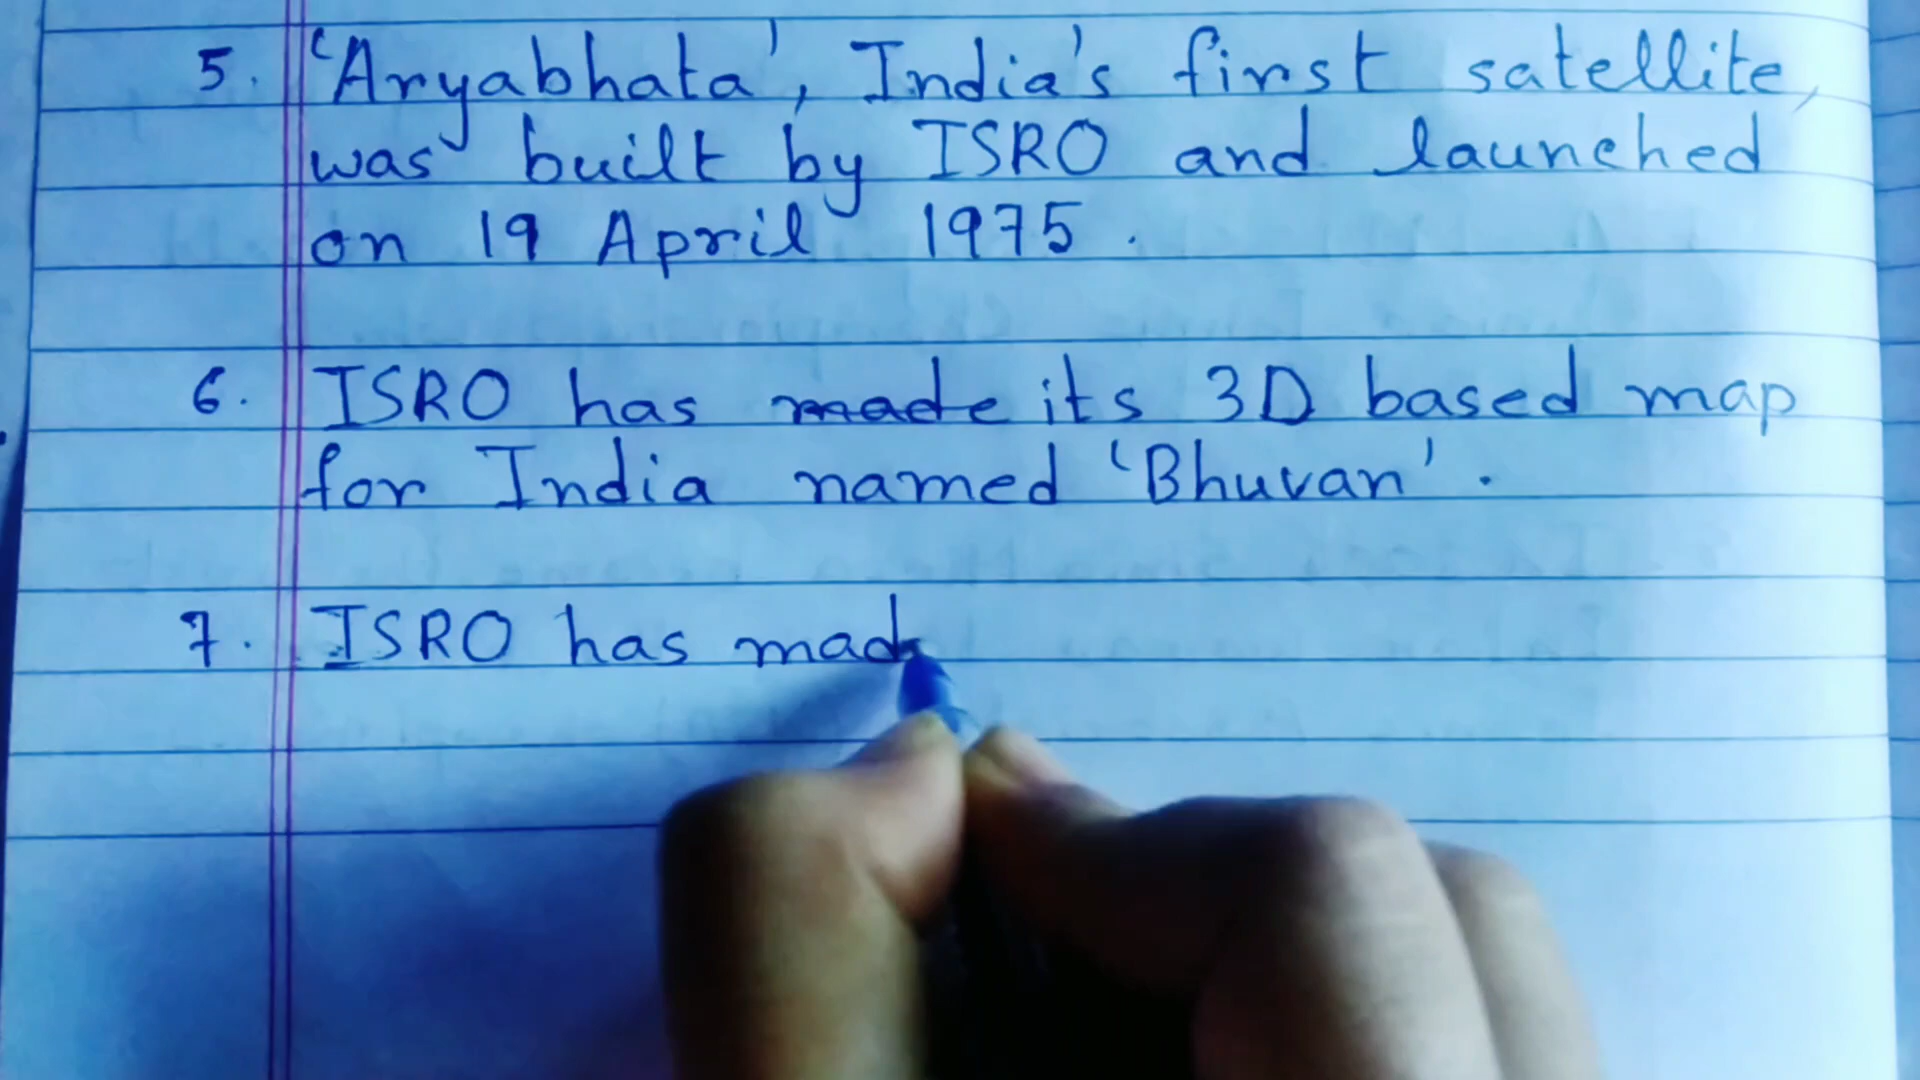 5. 'Aryabhata', India's first satellite,
was built by ISRO and launched
on 19 April 1975.
6. ISRO has made its 3D based map
for India named 'Bhuvan'.
7. ISRO has mad